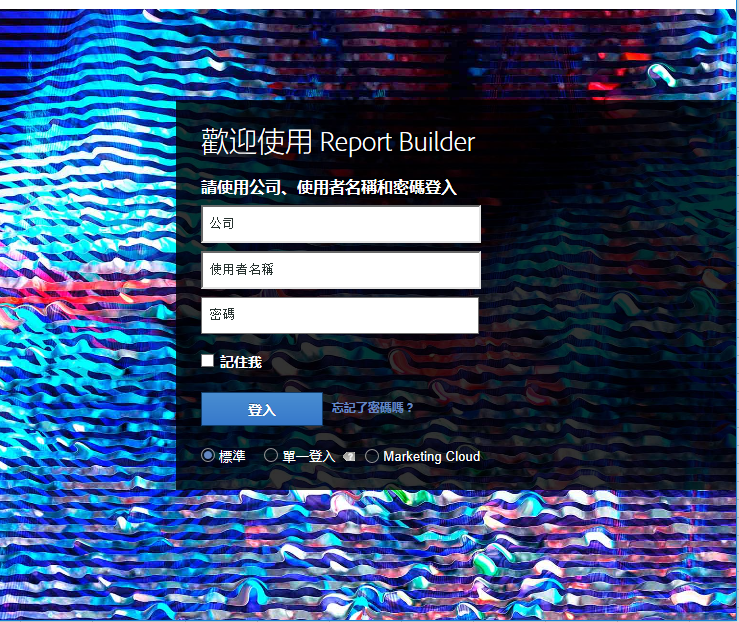 歡迎使用 Report Builder
請使用公司、使用者名稱和密碼登入
公司
使用者名稱
密碼
記住我
登入 忘記了密碼嗎？
標準 單一登入 ? Marketing Cloud